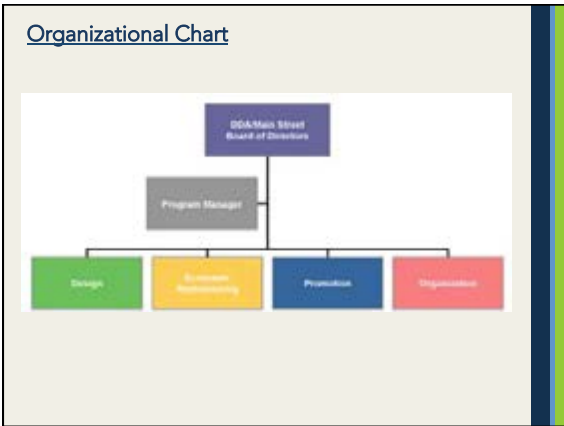 Organizational Chart
DDA/Main Street
Board of Directors
Program Manager
Design
Economic
Restructuring
Promotion
Organization